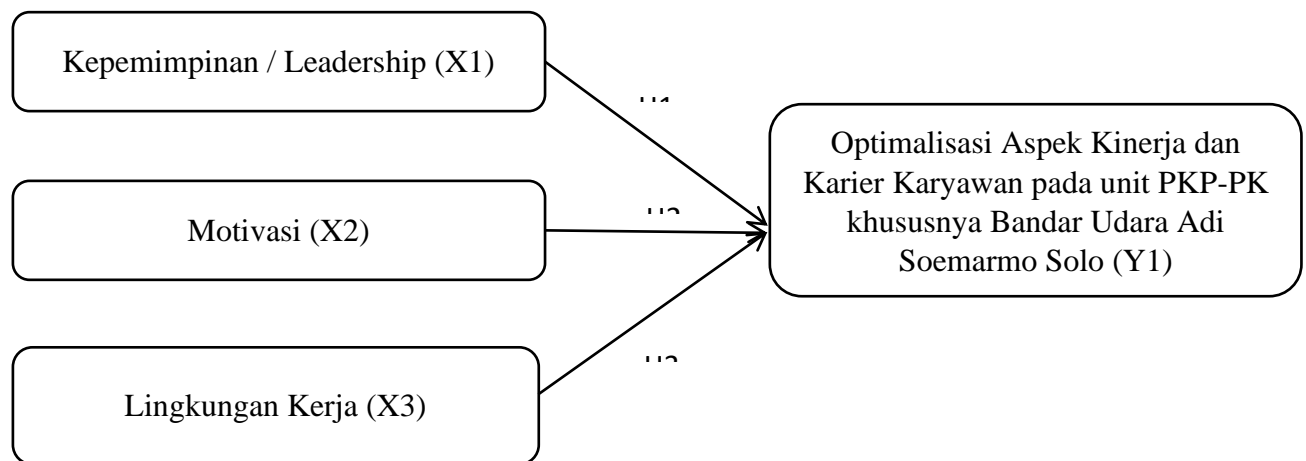 Kepemimpinan / Leadership (X1)
Motivasi (X2)
Lingkungan Kerja (X3)
Optimalisasi Aspek Kinerja dan
Karier Karyawan pada unit PKP-PK
khususnya Bandar Udara Adi
Soemarmo Solo (Y1)